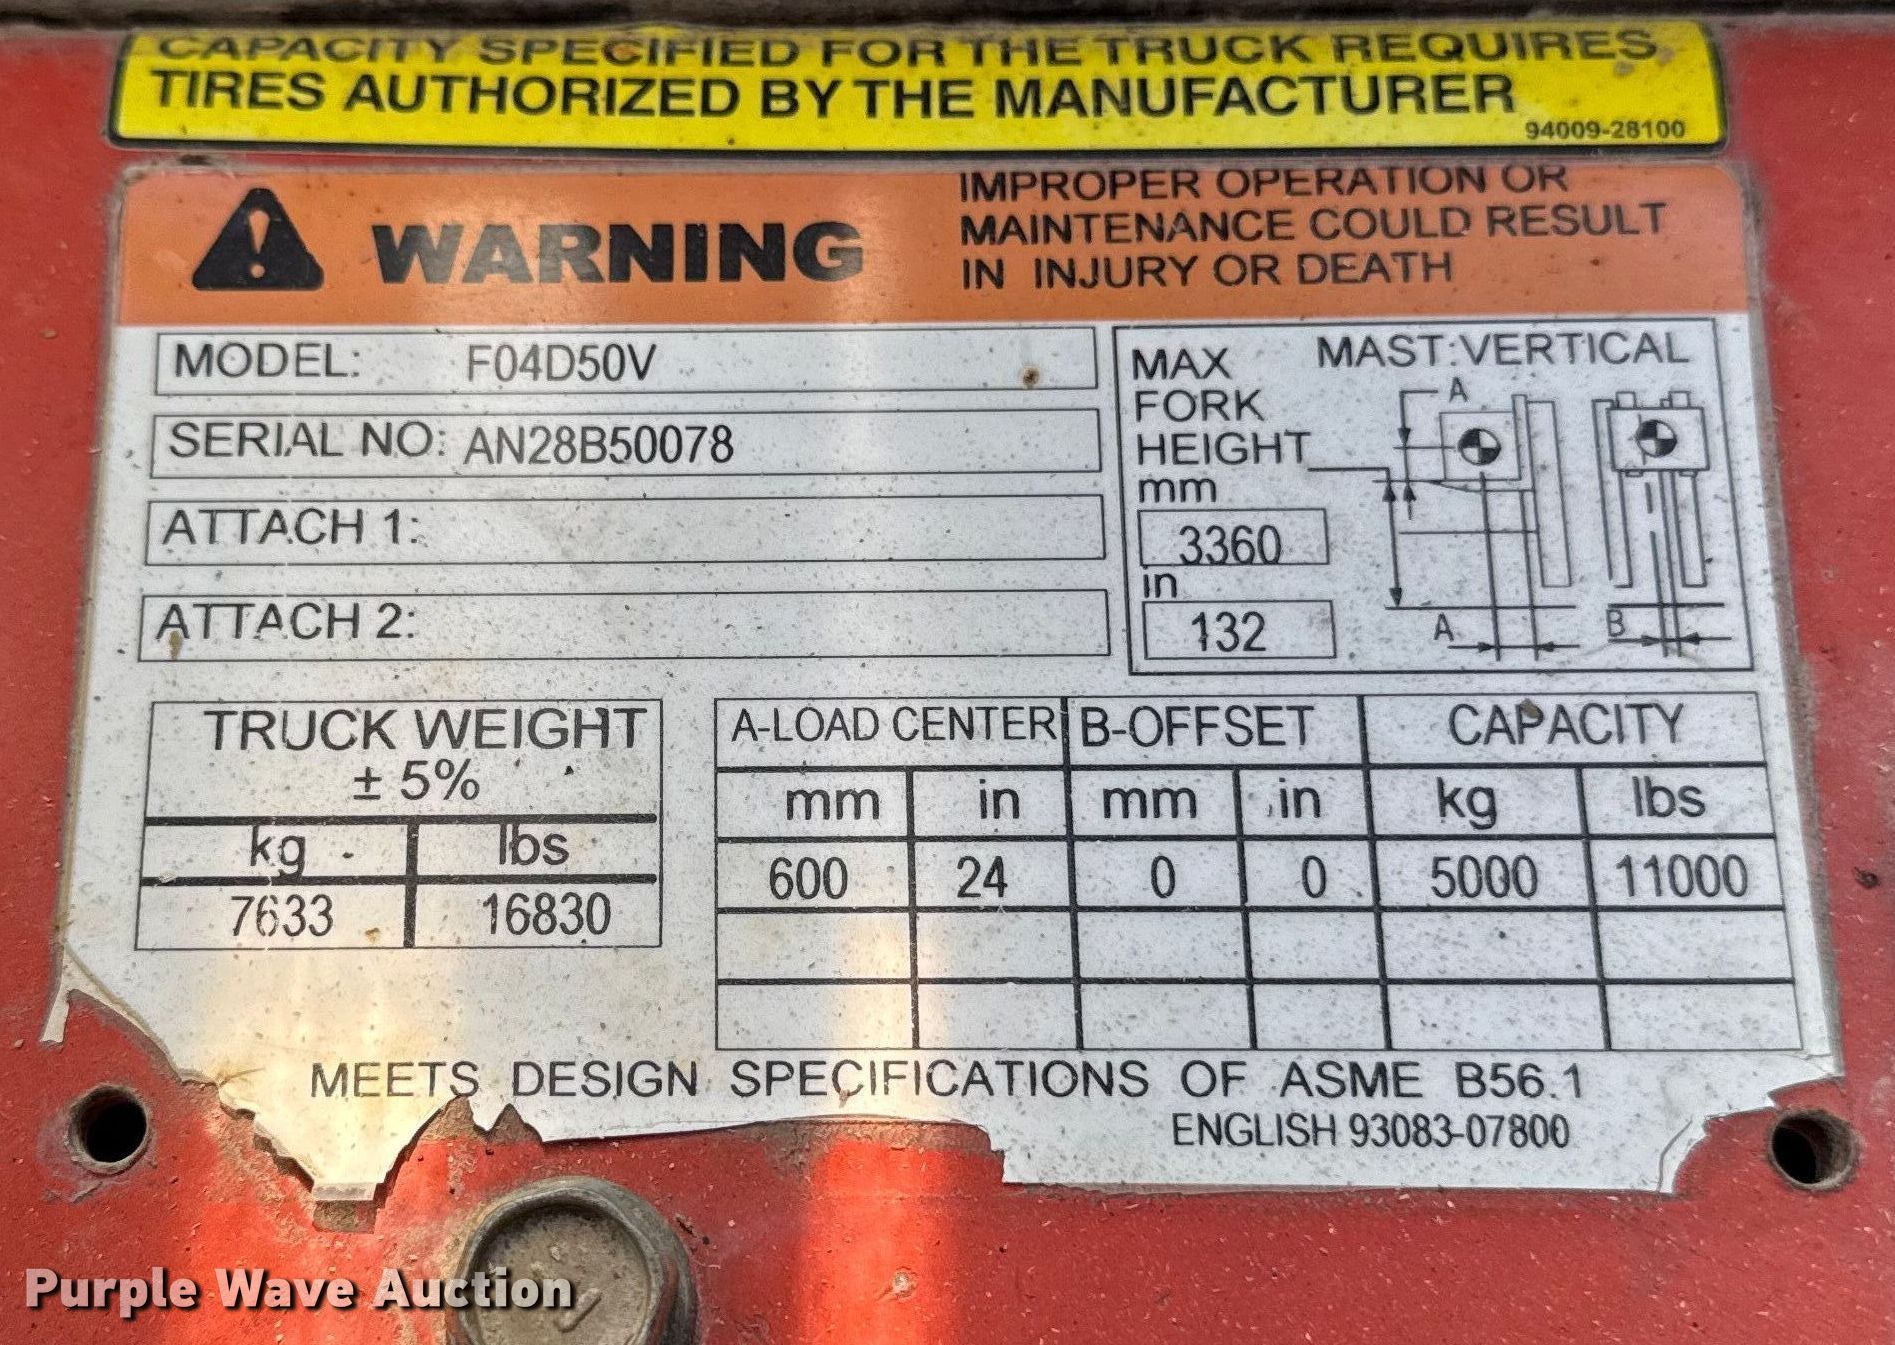 CAPACITY SPECIFIED FOR THE TRUCK REQUIRES
TIRES AUTHORIZED BY THE MANUFACTURER
94009-28100
WARNING
IMPROPER OPERATION OR
MAINTENANCE COULD RESULT
IN INJURY OR DEATH
MODEL: F04D50V
SERIAL NO: AN28B50078
ATTACH 1:
ATTACH 2:
MAX
FORK
HEIGHT
mm
3360
in
132
MAST:VERTICAL
A
A
B
TRUCK WEIGHT
± 5%
kg lbs
7633 16830
A-LOAD CENTER B-OFFSET CAPACITY
mm in mm in kg lbs
600 24 0 0 5000 11000
MEETS DESIGN SPECIFICATIONS OF ASME B56.1
ENGLISH 93083-07800
Purple Wave Auction